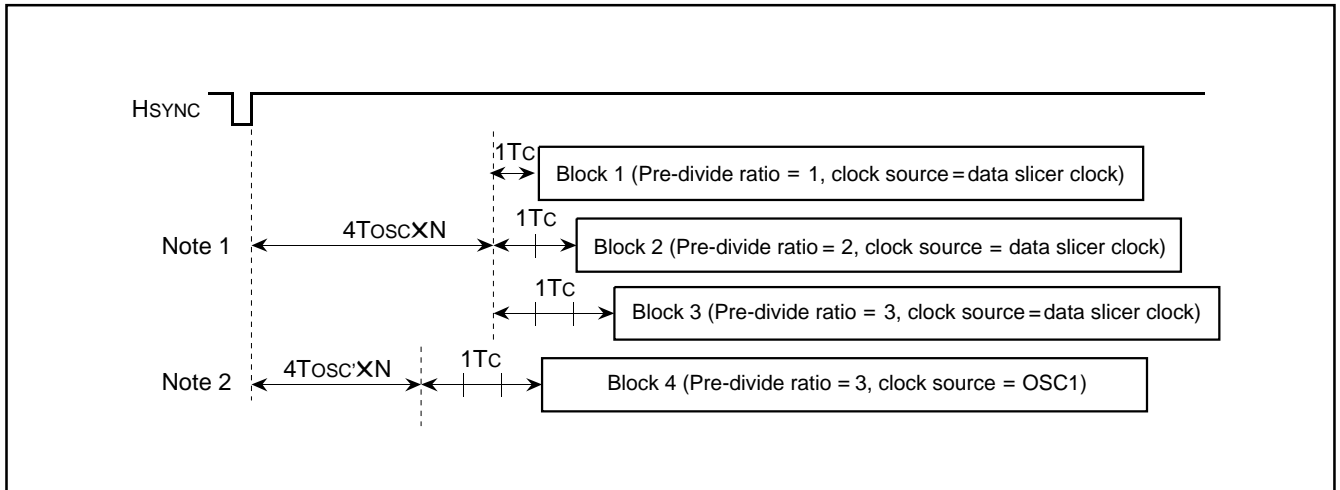 HSYNC
1TC
Block 1 (Pre-divide ratio = 1, clock source = data slicer clock)
Note 1
4TOSC×N
1TC
Block 2 (Pre-divide ratio = 2, clock source = data slicer clock)
1TC
Block 3 (Pre-divide ratio = 3, clock source = data slicer clock)
Note 2
4TOSC'×N
1TC
Block 4 (Pre-divide ratio = 3, clock source = OSC1)